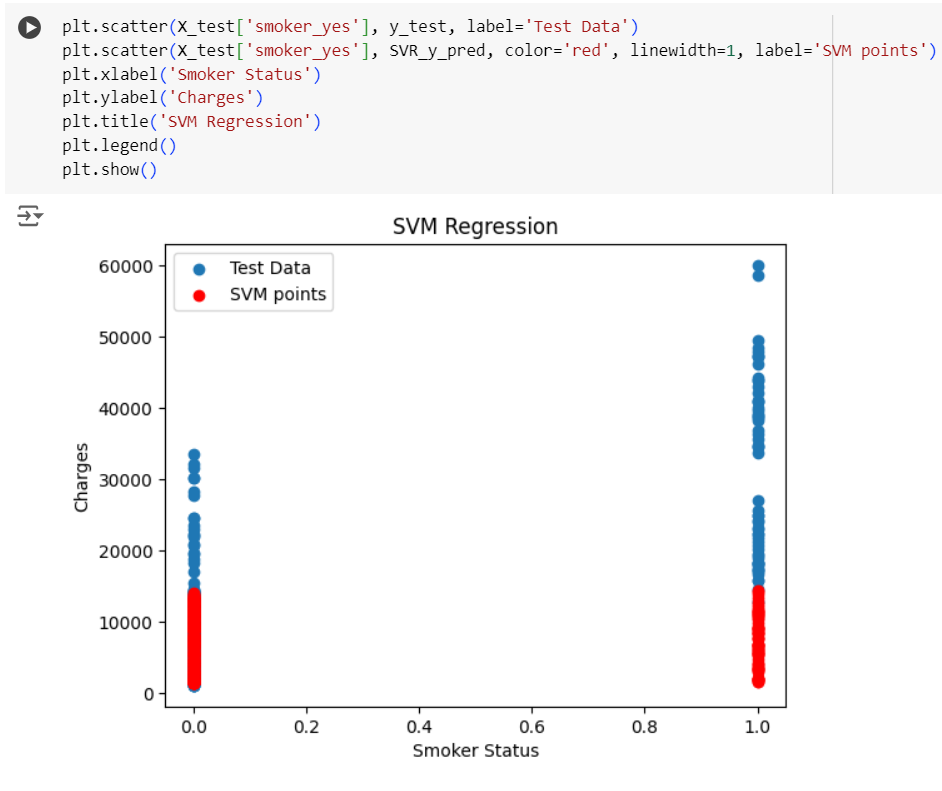 plt.scatter(X_test['smoker_yes'], y_test, label='Test Data')
plt.scatter(X_test['smoker_yes'], SVR_y_pred, color='red', linewidth=1, label='SVM points')
plt.xlabel('Smoker Status')
plt.ylabel('Charges')
plt.title('SVM Regression')
plt.legend()
plt.show()
SVM Regression
Test Data
SVM points
60000
50000
40000
30000
20000
10000
0
Charges
0.0 0.2 0.4 0.6 0.8 1.0
Smoker Status